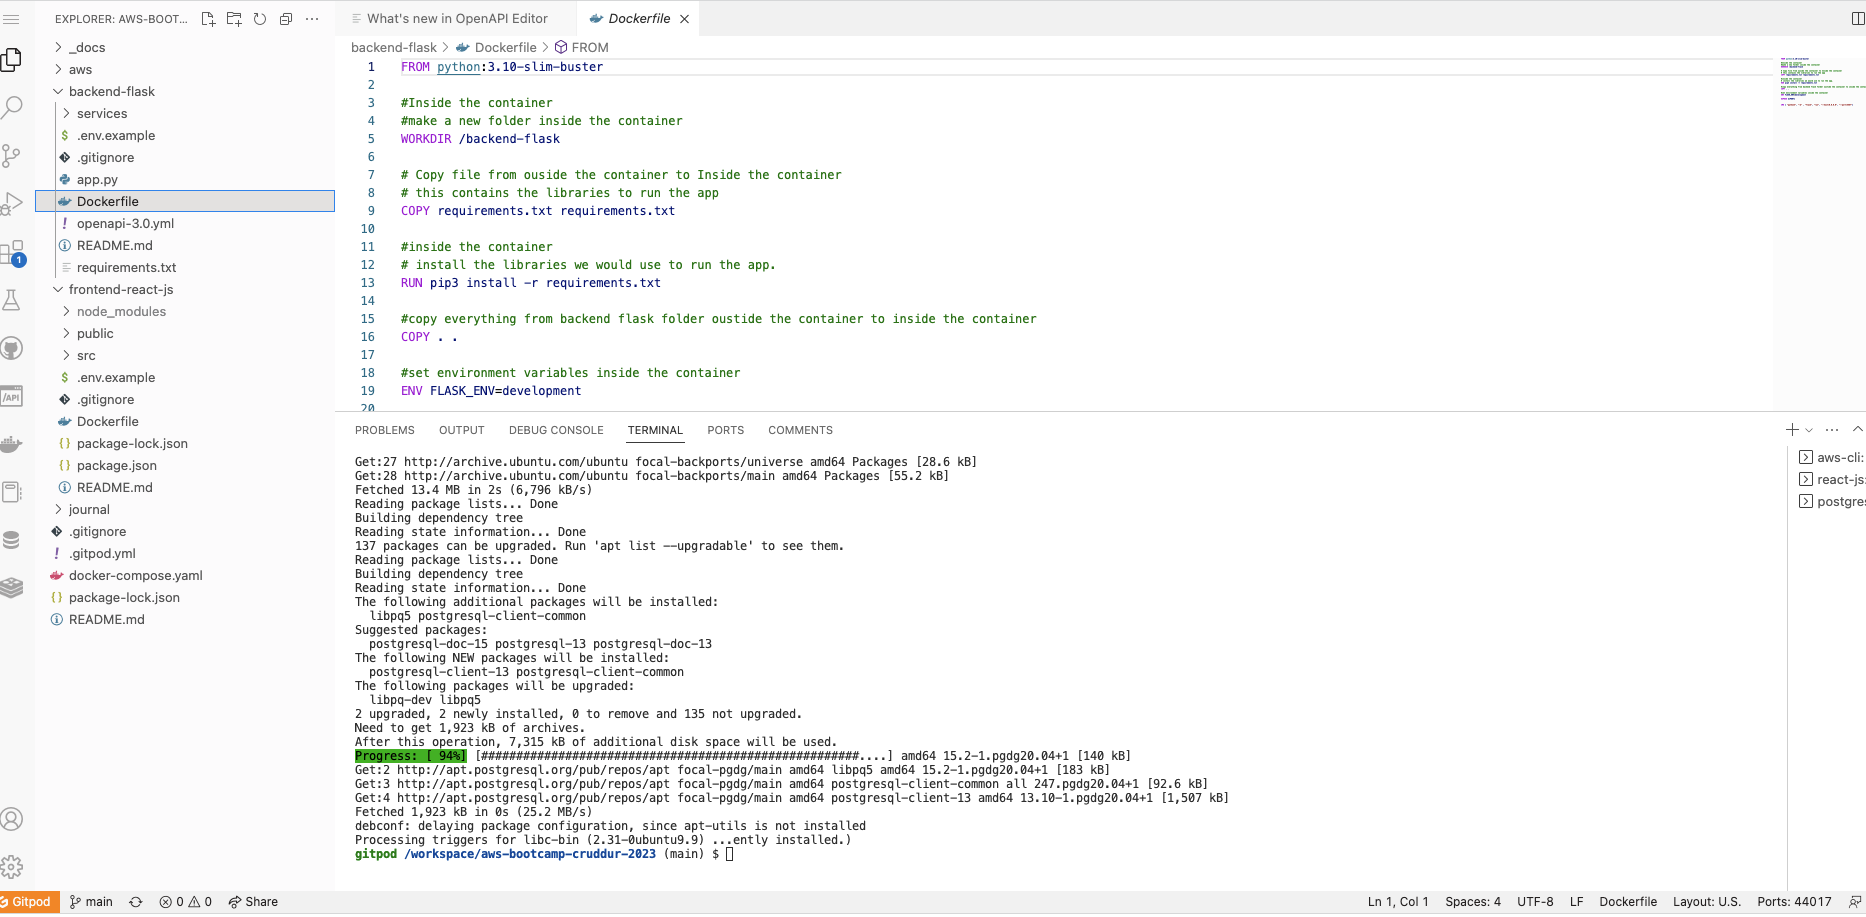 EXPLORER: AWS-BOOT...
_docs
aws
backend-flask
services
.env.example
.gitignore
app.py
Dockerfile
openapi-3.0.yml
README.md
requirements.txt
frontend-react-js
node_modules
public
src
.env.example
.gitignore
Dockerfile
package-lock.json
package.json
README.md
journal
.gitignore
.gitpod.yml
docker-compose.yaml
package-lock.json
README.md
1
/API
What's new in OpenAPI Editor
Dockerfile
backend-flask > Dockerfile > FROM
1 FROM python:3.10-slim-buster
2
3 #Inside the container
4 #make a new folder inside the container
5 WORKDIR /backend-flask
6
7 # Copy file from ouside the container to Inside the container
8 # this contains the libraries to run the app
9 COPY requirements.txt requirements.txt
10
11 #inside the container
12 # install the libraries we would use to run the app.
13 RUN pip3 install -r requirements.txt
14
15 #copy everything from backend flask folder oustide the container to inside the container
16 COPY . .
17
18 #set environment variables inside the container
19 ENV FLASK_ENV=development
20
PROBLEMS OUTPUT DEBUG CONSOLE TERMINAL PORTS COMMENTS
Get:27 http://archive.ubuntu.com/ubuntu focal-backports/universe amd64 Packages [28.6 kB]
Get:28 http://archive.ubuntu.com/ubuntu focal-backports/main amd64 Packages [55.2 kB]
Fetched 13.4 MB in 2s (6,796 kB/s)
Reading package lists... Done
Building dependency tree
Reading state information... Done
137 packages can be upgraded. Run 'apt list --upgradable' to see them.
Reading package lists... Done
Building dependency tree
Reading state information... Done
The following additional packages will be installed:
libpq5 postgresql-client-common
Suggested packages:
postgresql-doc-15 postgresql-13 postgresql-doc-13
The following NEW packages will be installed:
postgresql-client-13 postgresql-client-common
The following packages will be upgraded:
libpq-dev libpq5
2 upgraded, 2 newly installed, 0 to remove and 135 not upgraded.
Need to get 1,923 kB of archives.
After this operation, 7,315 kB of additional disk space will be used.
Progress: [ 94%] [######################################################....] amd64 15.2-1.pgdg20.04+1 [140 kB]
Get:2 http://apt.postgresql.org/pub/repos/apt focal-pgdg/main amd64 libpq5 amd64 15.2-1.pgdg20.04+1 [183 kB]
Get:3 http://apt.postgresql.org/pub/repos/apt focal-pgdg/main amd64 postgresql-client-common all 247.pgdg20.04+1 [92.6 kB]
Get:4 http://apt.postgresql.org/pub/repos/apt focal-pgdg/main amd64 postgresql-client-13 amd64 13.10-1.pgdg20.04+1 [1,507 kB]
Fetched 1,923 kB in 0s (25.2 MB/s)
debconf: delaying package configuration, since apt-utils is not installed
Processing triggers for libc-bin (2.31-0ubuntu9.9) ...ently installed.)
gitpod /workspace/aws-bootcamp-cruddur-2023 (main) $
aws-cli:
react-js:
postgres
Gitpod main 0 0 Share
Ln 1, Col 1 Spaces: 4 UTF-8 LF Dockerfile Layout: U.S. Ports: 44017